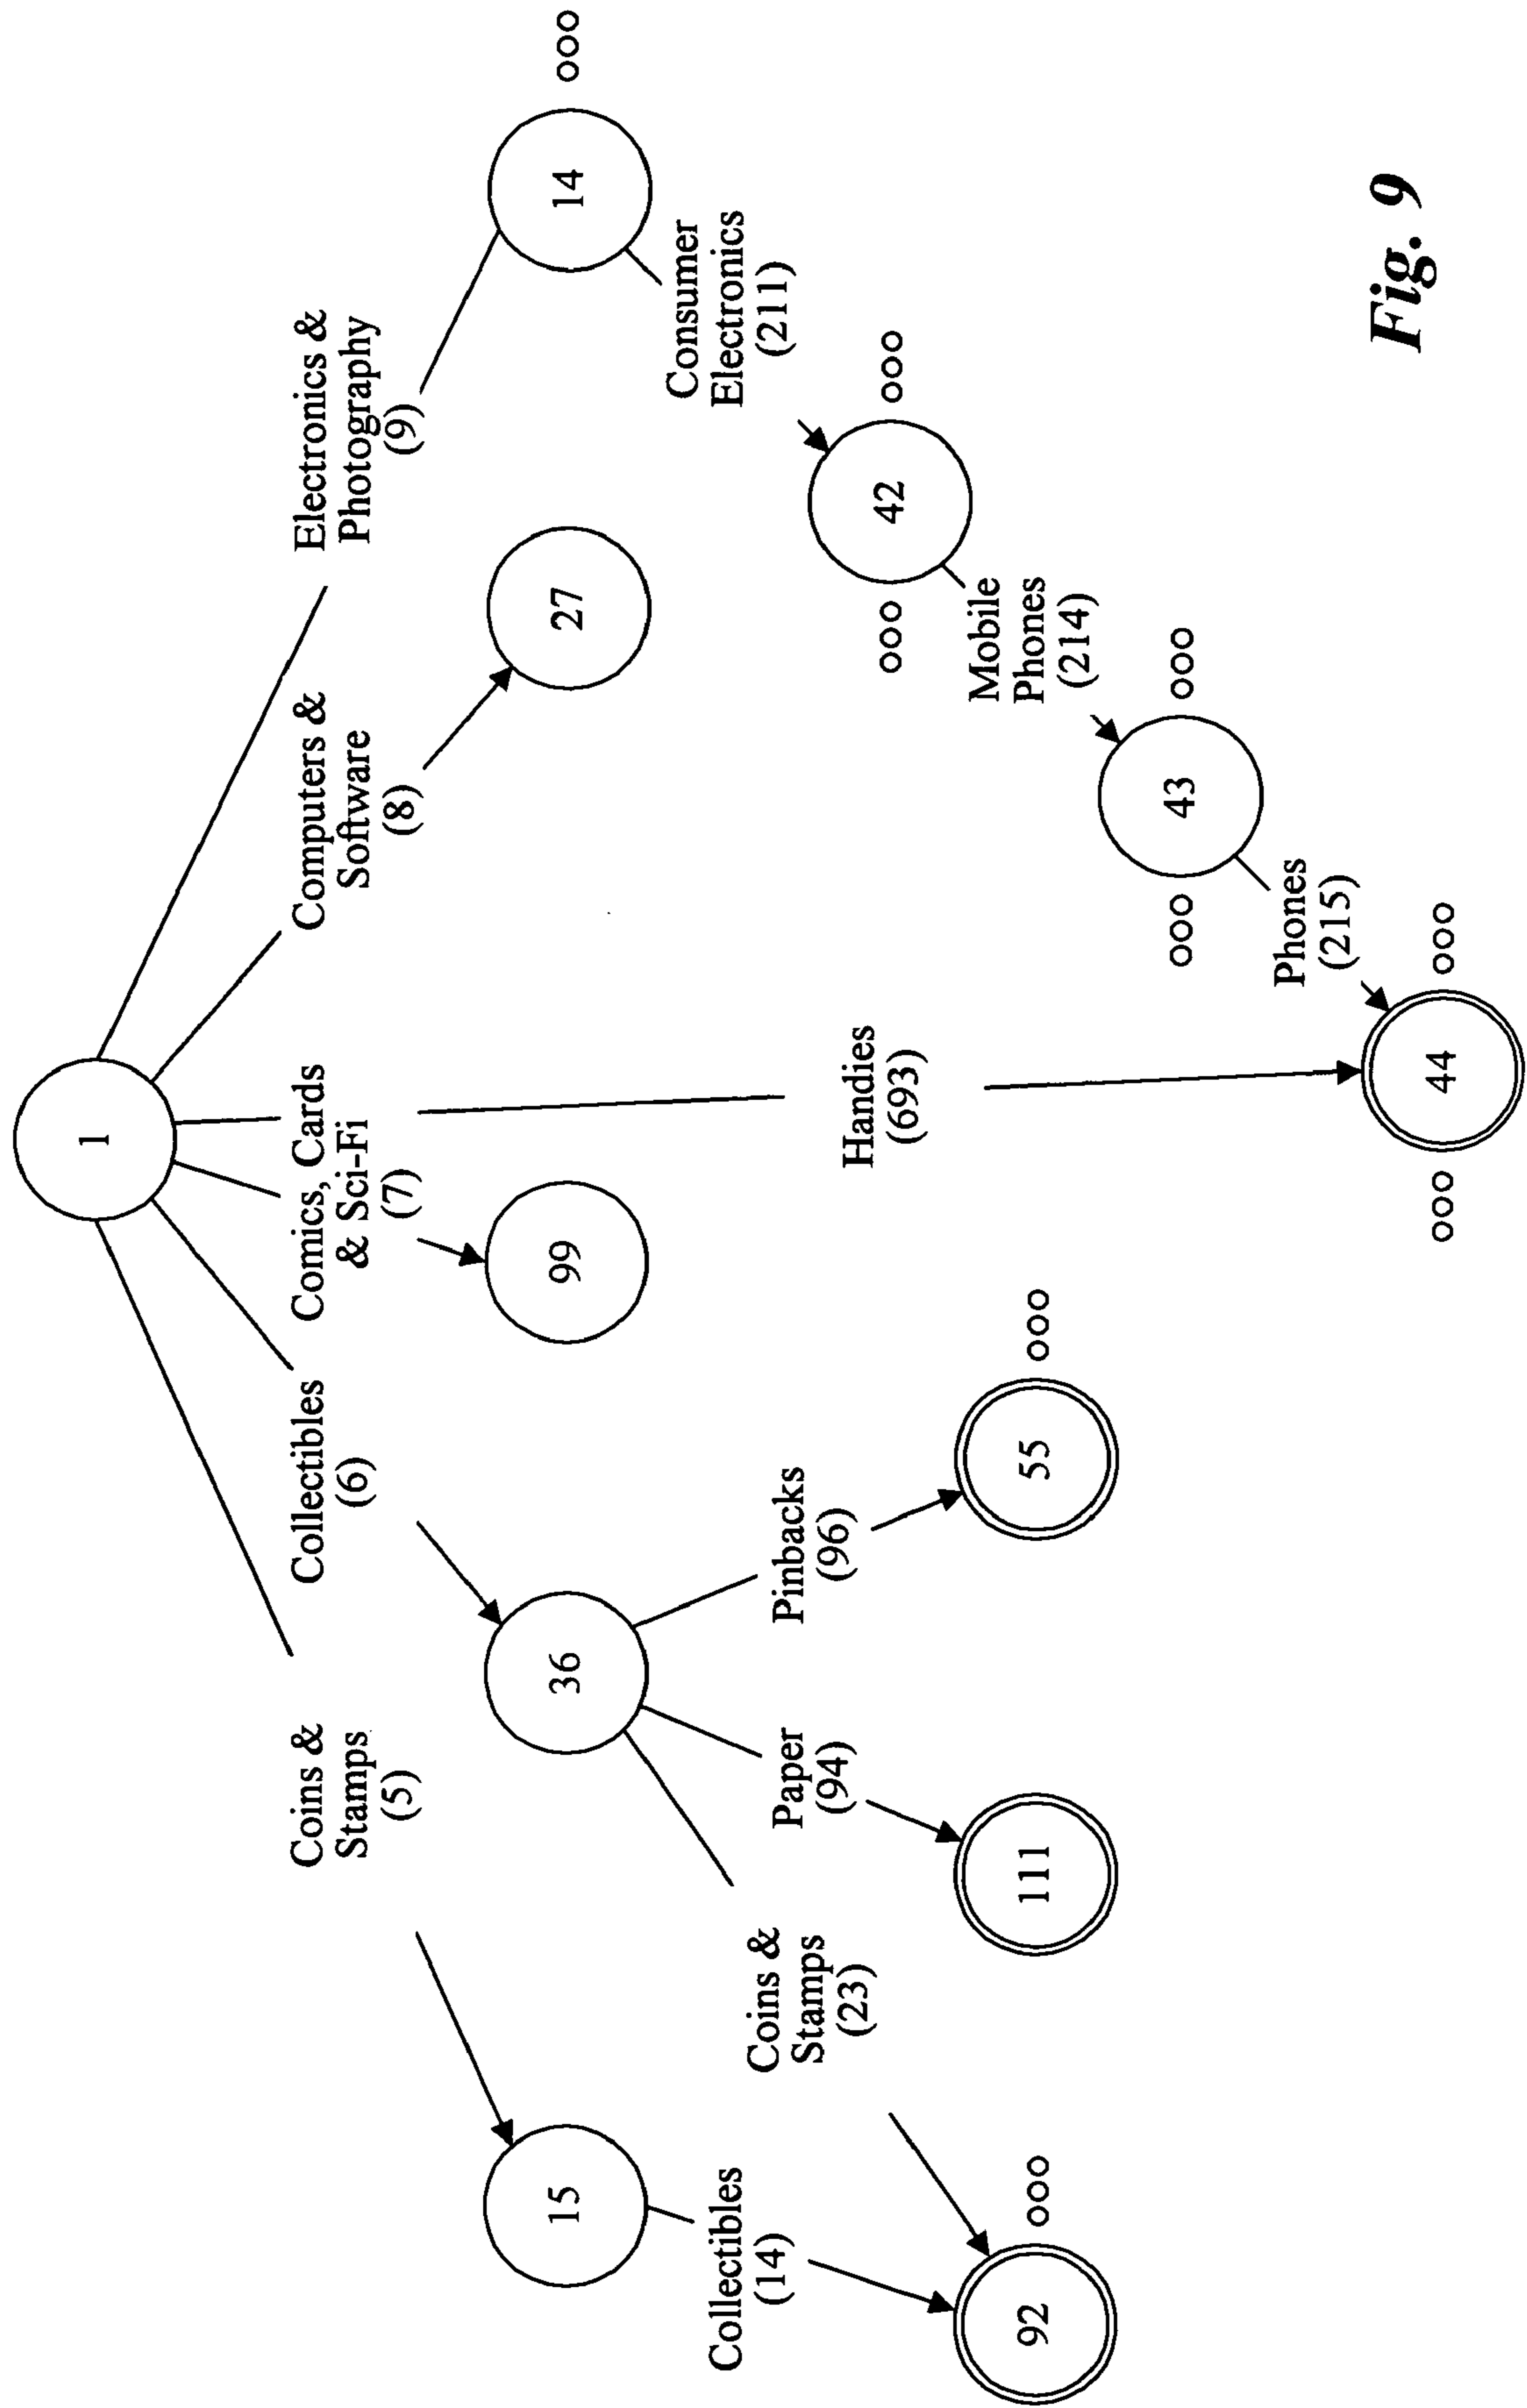 1
Coins &
Stamps
(5)
Collectibles
(6)
Comics, Cards
& Sci-Fi
(7)
Computers &
Software
(8)
Electronics &
Photography
(9)
15
36
99
27
14
ooo
Collectibles
(14)
Coins &
Stamps
(23)
Paper
(94)
Pinbacks
(96)
Handies
(693)
Consumer
Electronics
(211)
ooo
42
ooo
92
ooo
111
55
ooo
Mobile
Phones
(214)
ooo
43
ooo
Phones
(215)
ooo
44
ooo
Fig. 9